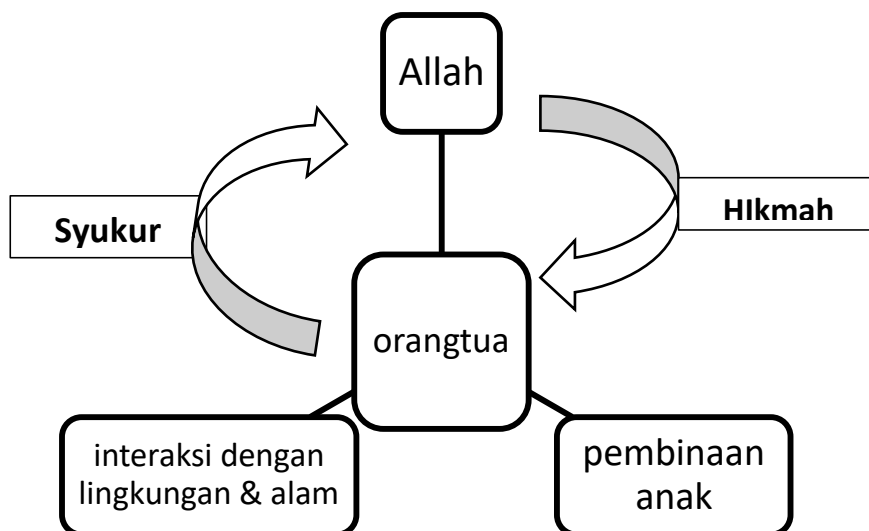 Allah
Syukur
HIkmah
orangtua
interaksi dengan
lingkungan & alam
pembinaan
anak